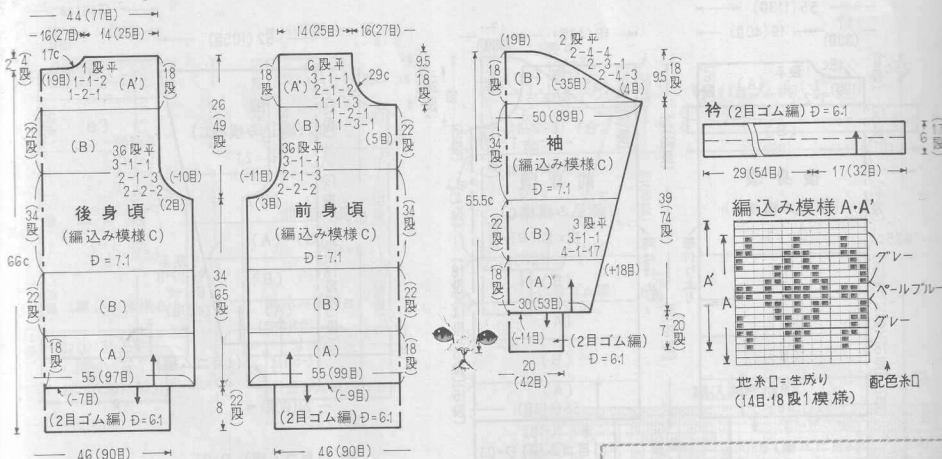 44(77目)
16(27目) 14(25目)
17c
2(4段)
(19目)
1段平
1-1-2
1-2-1
(A')
(18段)
(22段)
(B)
36段平
3-1-1
2-1-3
2-2-2
(-10目)
(2目)
26(49段)
後身頃
(編込み模様C)
D=7.1
(34段)
66c
34(65段)
(22段)
(B)
(18段)
(A)
55(97目)
(-7目)
(2目ゴム編)D=6.1
8(22段)
46(90目)
14(25目) 16(27目)
(18段)
(A')
6段平
3-1-1
2-1-2
1-1-3
1-2-1
1-3-1
(5目)
29c
9.5(18段)
(22段)
(B)
36段平
3-1-1
2-1-3
2-2-2
(-11目)
(3目)
(22段)
前身頃
(編込み模様C)
D=7.1
(34段)
(B)
(22段)
(A)
(18段)
55(99目)
(-9目)
(2目ゴム編)D=6.1
46(90目)
(19目)
2段平
2-4-4
2-3-1
2-4-3
(4目)
(-35目)
(B)
(18段)
9.5(18段)
50(89目)
袖
(編込み模様C)
D=7.1
(34段)
55.5c
39(74段)
(22段)
(B)
3段平
3-1-1
4-1-17
(+18目)
(18段)
(A)
30(53目)
(-11目)
(2目ゴム編)
D=6.1
7(20段)
20
(42目)
衿(2目ゴム編)D=6.1
6(17段)
29(54目) 17(32目)
編込み模様A・A'
A'
A
グレー
ペールブルー
グレー
地糸□=生成り
(14目・18段1模様)
配色糸□